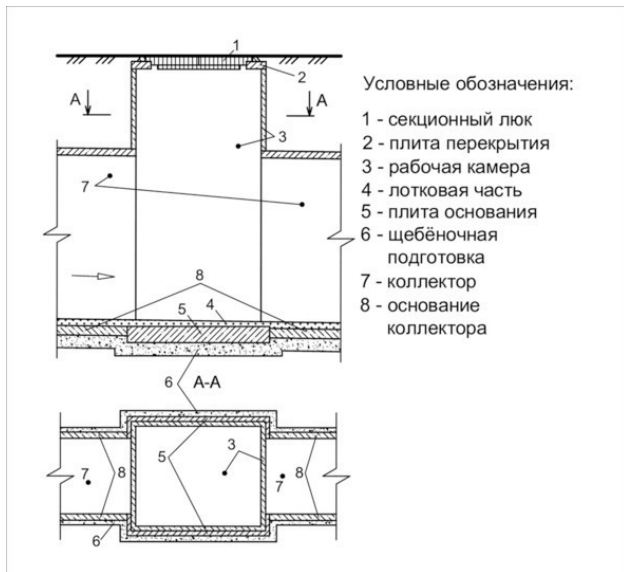 1
2
А
А
3
7
8
5
4
6
А-А
3
7
8
5
7
8
6
Условные обозначения:
1 - секционный люк
2 - плита перекрытия
3 - рабочая камера
4 - лотковая часть
5 - плита основания
6 - щебёночная
подготовка
7 - коллектор
8 - основание
коллектора